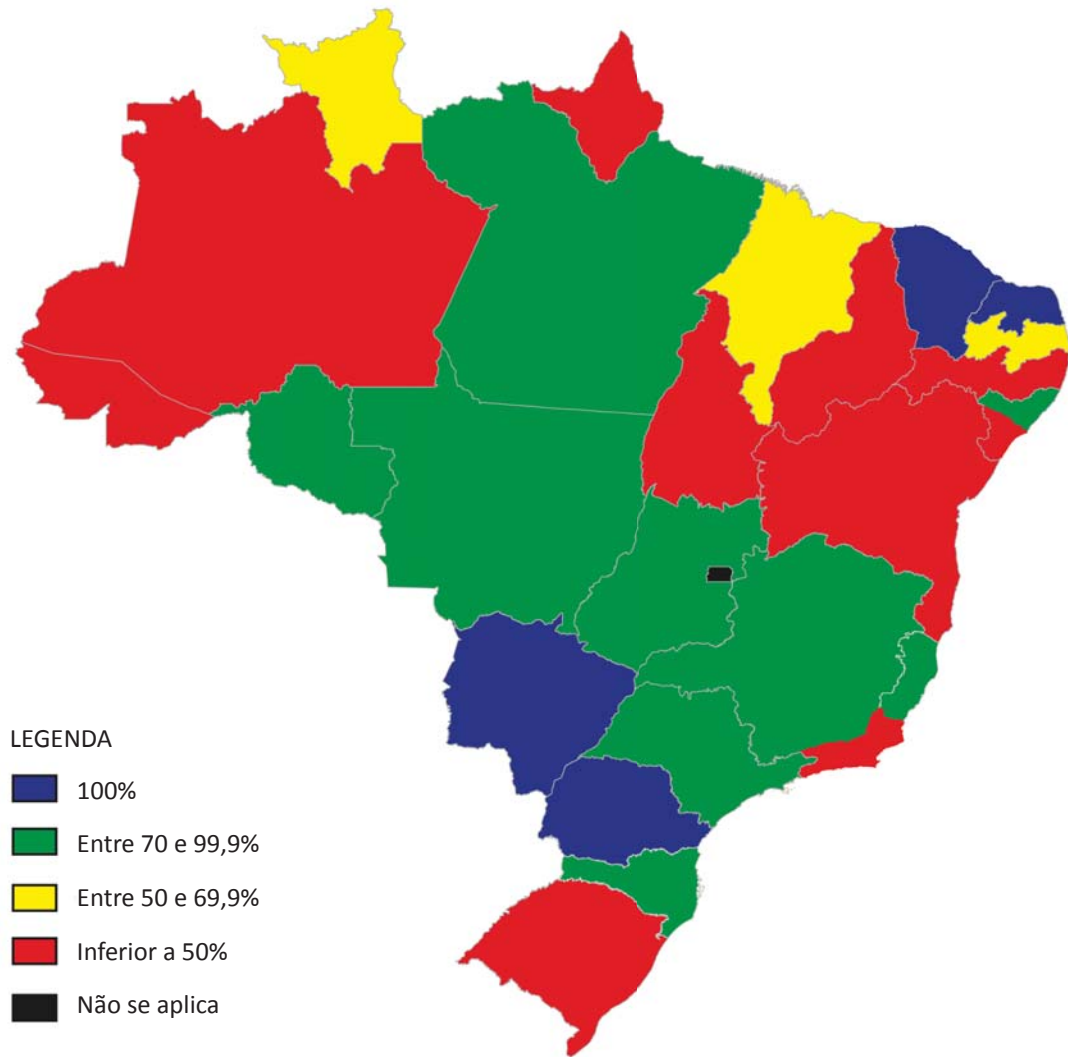 LEGENDA
100%
Entre 70 e 99,9%
Entre 50 e 69,9%
Inferior a 50%
Não se aplica